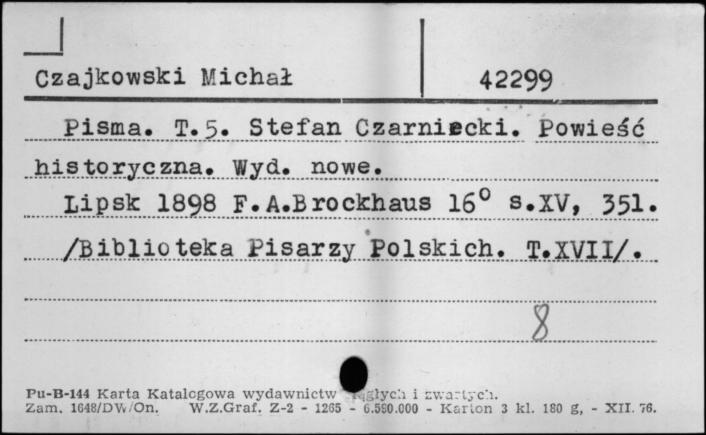 Czajkowski Michał 42299
Pisma. T.5. Stefan Czarniecki. Powieść
historyczna. Wyd. nowe.
Lipsk 1898 F.A.Brockhaus 16⁰ s.XV, 351.
/Biblioteka Pisarzy Polskich. T.XVII/.
8
Pu-B-144 Karta Katalogowa wydawnictw i zwartych.
Zam. 1648/DW/On. W.Z.Graf. Z-2 - 1265 - 6.590.000 - Karton 3 kl. 180 g, - XII. 76.